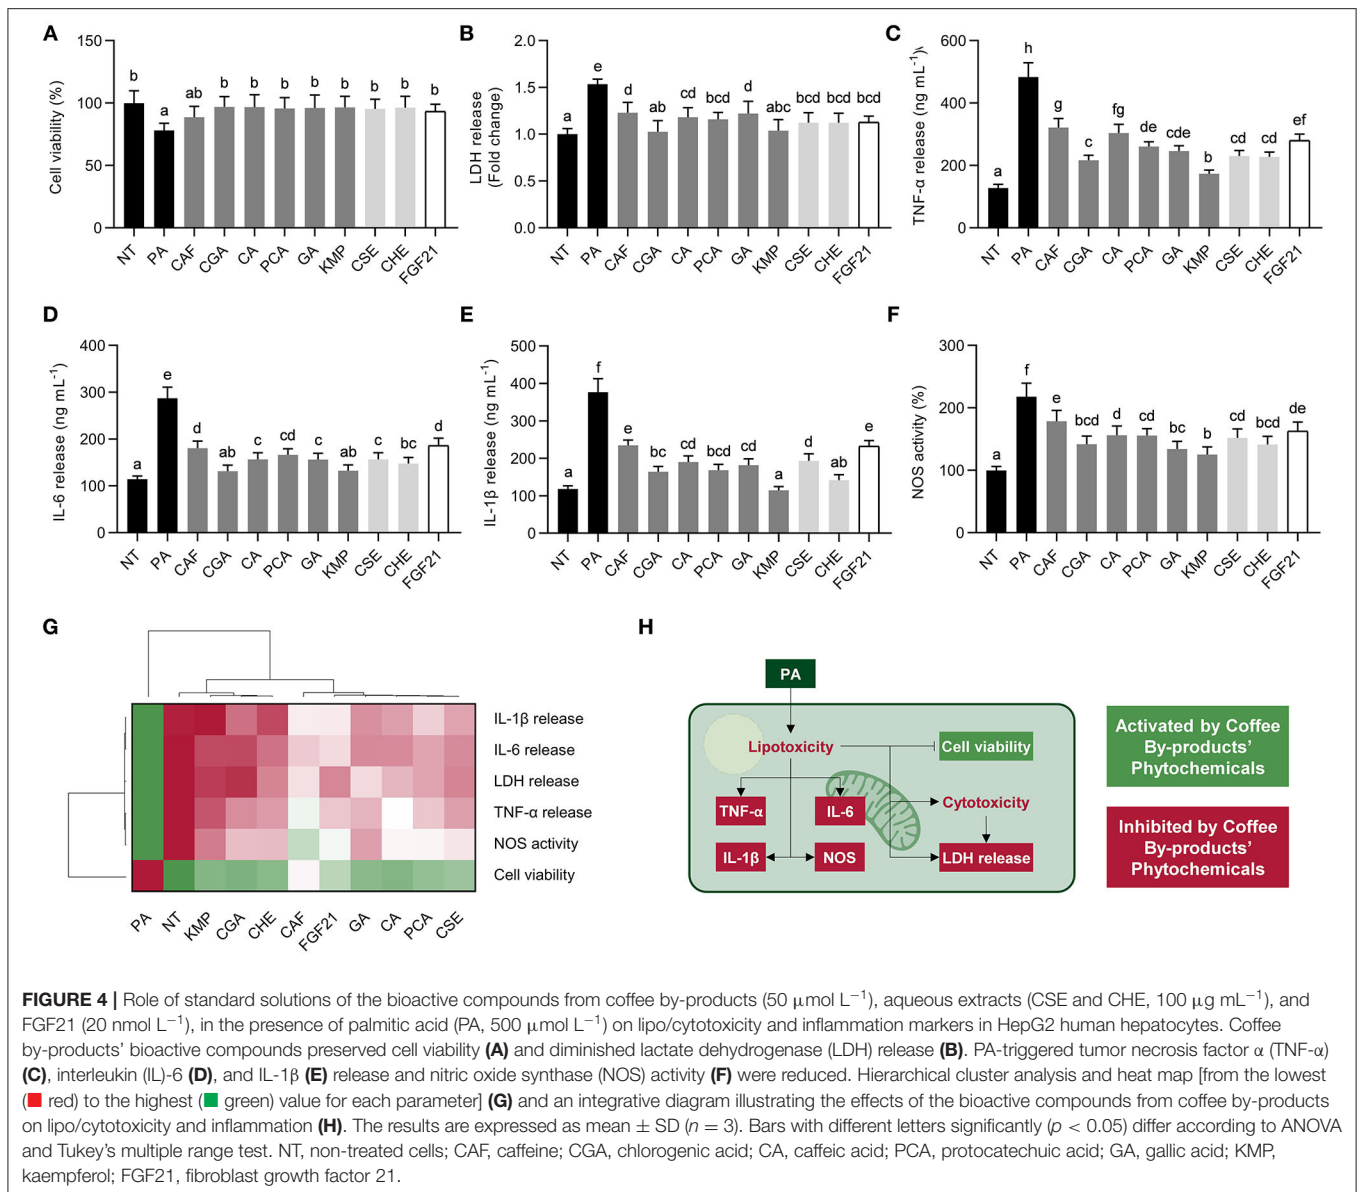 A
Cell viability (%)
150
100
50
0
b a ab b b b b b b b b
NT PA CAF CGA CA PCA GA KMP CSE CHE FGF21
B
LDH release
(Fold change)
2.0
1.5
1.0
0.5
0.0
a e d ab cd bcd d abc bcd bcd bcd
NT PA CAF CGA CA PCA GA KMP CSE CHE FGF21
C
TNF-α release (ng mL⁻¹)
600
400
200
0
a h g c fg de cde b cd cd ef
NT PA CAF CGA CA PCA GA KMP CSE CHE FGF21
D
IL-6 release (ng mL⁻¹)
400
300
200
100
0
a e d ab c cd c ab c bc d
NT PA CAF CGA CA PCA GA KMP CSE CHE FGF21
E
IL-1β release (ng mL⁻¹)
500
400
300
200
100
0
a f e bc cd bcd cd a d ab e
NT PA CAF CGA CA PCA GA KMP CSE CHE FGF21
F
NOS activity (%)
300
200
100
0
a f e bcd d cd bc b cd bcd de
NT PA CAF CGA CA PCA GA KMP CSE CHE FGF21
G
IL-1β release
IL-6 release
LDH release
TNF-α release
NOS activity
Cell viability
PA NT KMP CGA CHE CAF FGF21 GA CA PCA CSE
H
PA
Lipotoxicity
Cell viability
TNF-α
IL-6
Cytotoxicity
IL-1β
NOS
LDH release
Activated by Coffee
By-products’
Phytochemicals
Inhibited by Coffee
By-products’
Phytochemicals
FIGURE 4 | Role of standard solutions of the bioactive compounds from coffee by-products (50 μmol L⁻¹), aqueous extracts (CSE and CHE, 100 μg mL⁻¹), and
FGF21 (20 nmol L⁻¹), in the presence of palmitic acid (PA, 500 μmol L⁻¹) on lipo/cytotoxicity and inflammation markers in HepG2 human hepatocytes. Coffee
by-products’ bioactive compounds preserved cell viability (A) and diminished lactate dehydrogenase (LDH) release (B). PA-triggered tumor necrosis factor α (TNF-α)
(C), interleukin (IL)-6 (D), and IL-1β (E) release and nitric oxide synthase (NOS) activity (F) were reduced. Hierarchical cluster analysis and heat map [from the lowest
(■ red) to the highest (■ green) value for each parameter] (G) and an integrative diagram illustrating the effects of the bioactive compounds from coffee by-products
on lipo/cytotoxicity and inflammation (H). The results are expressed as mean ± SD (n = 3). Bars with different letters significantly (p < 0.05) differ according to ANOVA
and Tukey’s multiple range test. NT, non-treated cells; CAF, caffeine; CGA, chlorogenic acid; CA, caffeic acid; PCA, protocatechuic acid; GA, gallic acid; KMP,
kaempferol; FGF21, fibroblast growth factor 21.